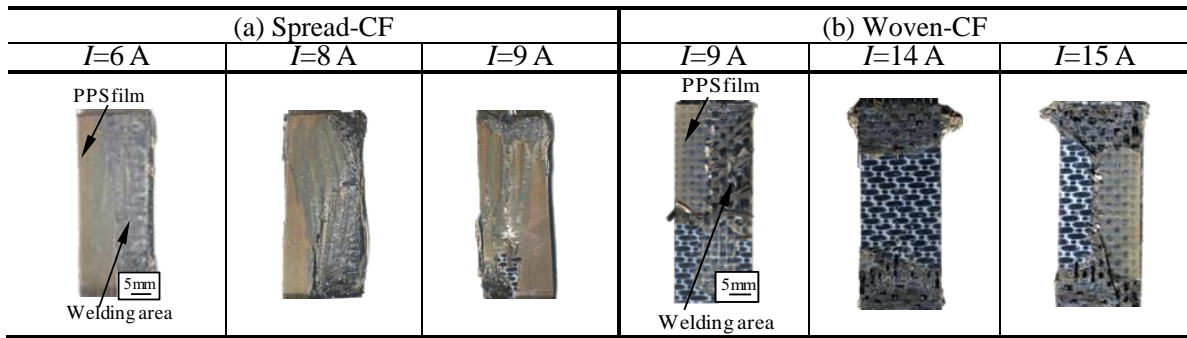 (a) Spread-CF (b) Woven-CF
I=6 A I=8 A I=9 A I=9 A I=14 A I=15 A
PPS film PPS film
5mm 5mm
Welding area Welding area